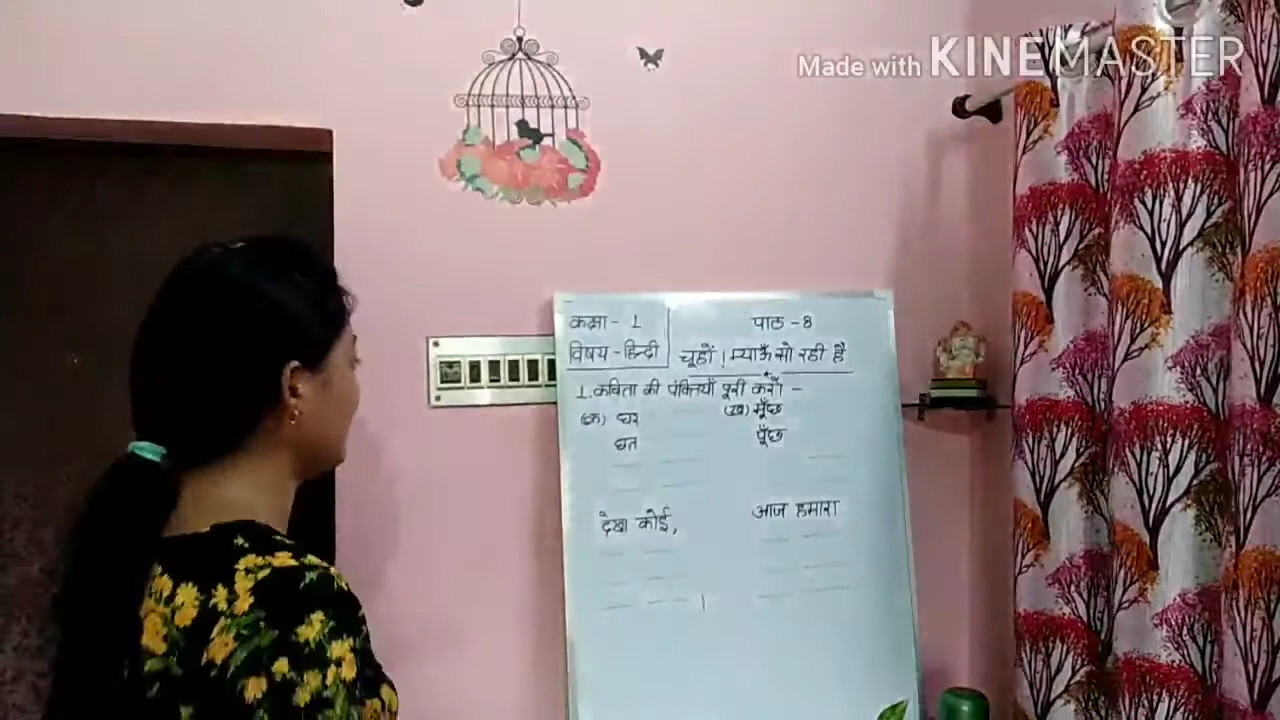 Made with KINEMASTER
कक्षा - 1
पाठ - 8
विषय - हिन्दी
चूहों ! म्याऊँ सो रही है
1. कविता की पंक्तियाँ पूरी करो -
(क) घर
(ख) मूँछ
छत
पूँछ
देखा कोई,
आज हमारा